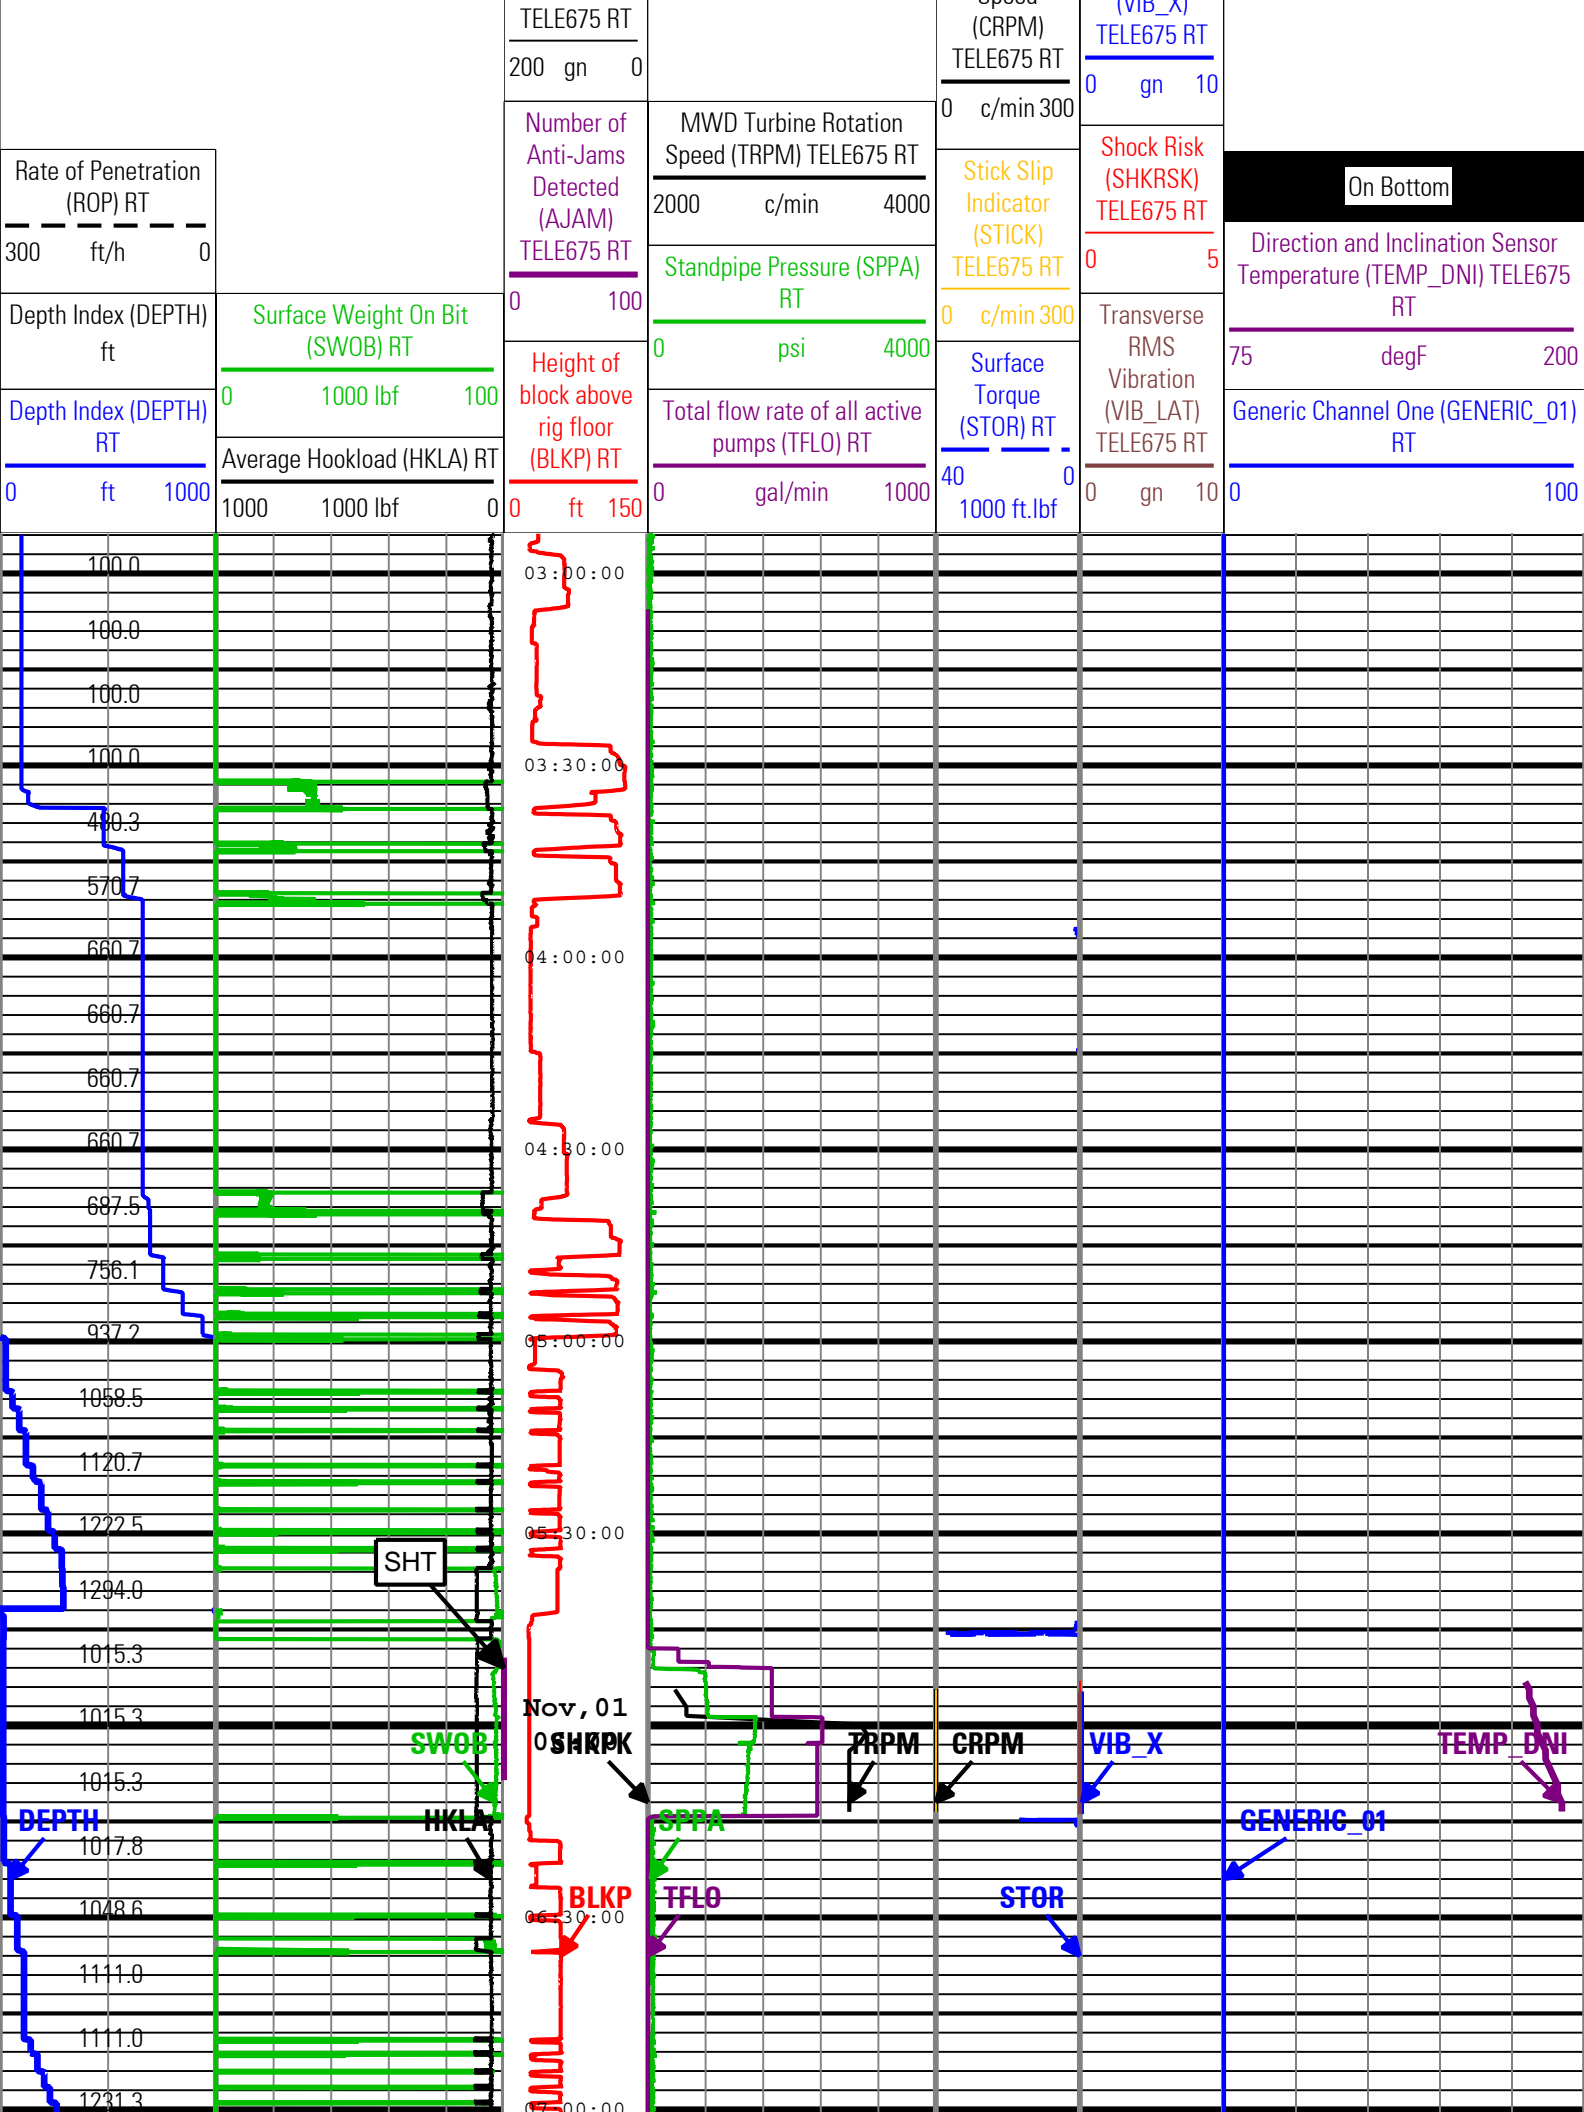 TELE675 RT
200 gn 0
Number of
Anti-Jams
Detected
(AJAM)
TELE675 RT
0 100
Height of
block above
rig floor
(BLKP) RT
0 ft 150
Rate of Penetration
(ROP) RT
300 ft/h 0
Depth Index (DEPTH)
ft
Depth Index (DEPTH)
RT
0 ft 1000
Surface Weight On Bit
(SWOB) RT
0 1000 lbf 100
Average Hookload (HKLA) RT
1000 1000 lbf 0
MWD Turbine Rotation
Speed (TRPM) TELE675 RT
2000 c/min 4000
Standpipe Pressure (SPPA)
RT
0 psi 4000
Total flow rate of all active
pumps (TFLO) RT
0 gal/min 1000
Speed
(CRPM)
TELE675 RT
0 c/min 300
Stick Slip
Indicator
(STICK)
TELE675 RT
0 c/min 300
Surface
Torque
(STOR) RT
40 0
1000 ft.lbf
(VIB_X)
TELE675 RT
0 gn 10
Shock Risk
(SHKRSK)
TELE675 RT
0 5
Transverse
RMS
Vibration
(VIB_LAT)
TELE675 RT
0 gn 10
On Bottom
Direction and Inclination Sensor
Temperature (TEMP_DNI) TELE675
RT
75 degF 200
Generic Channel One (GENERIC_01)
RT
0 100
100.0 03:00:00
100.0
100.0
100.0 03:30:00
480.3
570.7
660.7 04:00:00
660.7
660.7
660.7 04:30:00
687.5
756.1
937.2 05:00:00
1058.5
1120.7
1222.5 05:30:00
SHT
1294.0
1015.3
1015.3 Nov,01
SWOB SHKPK TRPM CRPM VIB_X TEMP_DNI
1015.3
DEPTH HKLA SPPA GENERIC_01
1017.8
BLKP TFLO STOR
1048.6 06:30:00
1111.0
1111.0
1231.3 07:00:00